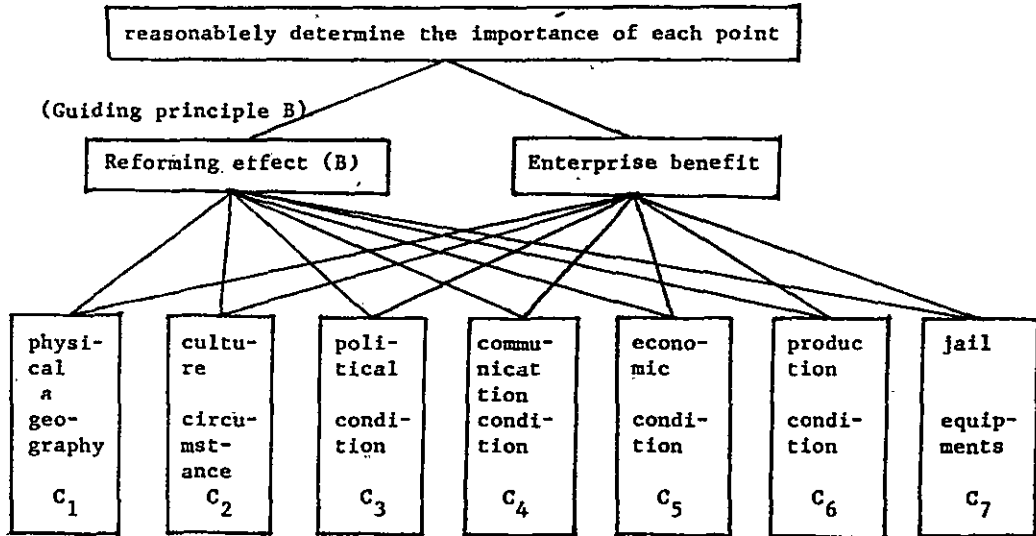 reasonablely determine the importance of each point
(Guiding principle B)
Reforming effect (B)
Enterprise benefit
physi-
cal
a
geo-
graphy
C1
cultu-
re
circu-
mst-
ance
C2
poli-
tical
condi-
tion
C3
commu-
nicat
tion
condi-
tion
C4
econo-
mic
condi-
tion
C5
produc
tion
condi-
tion
C6
jail
equip-
ments
C7